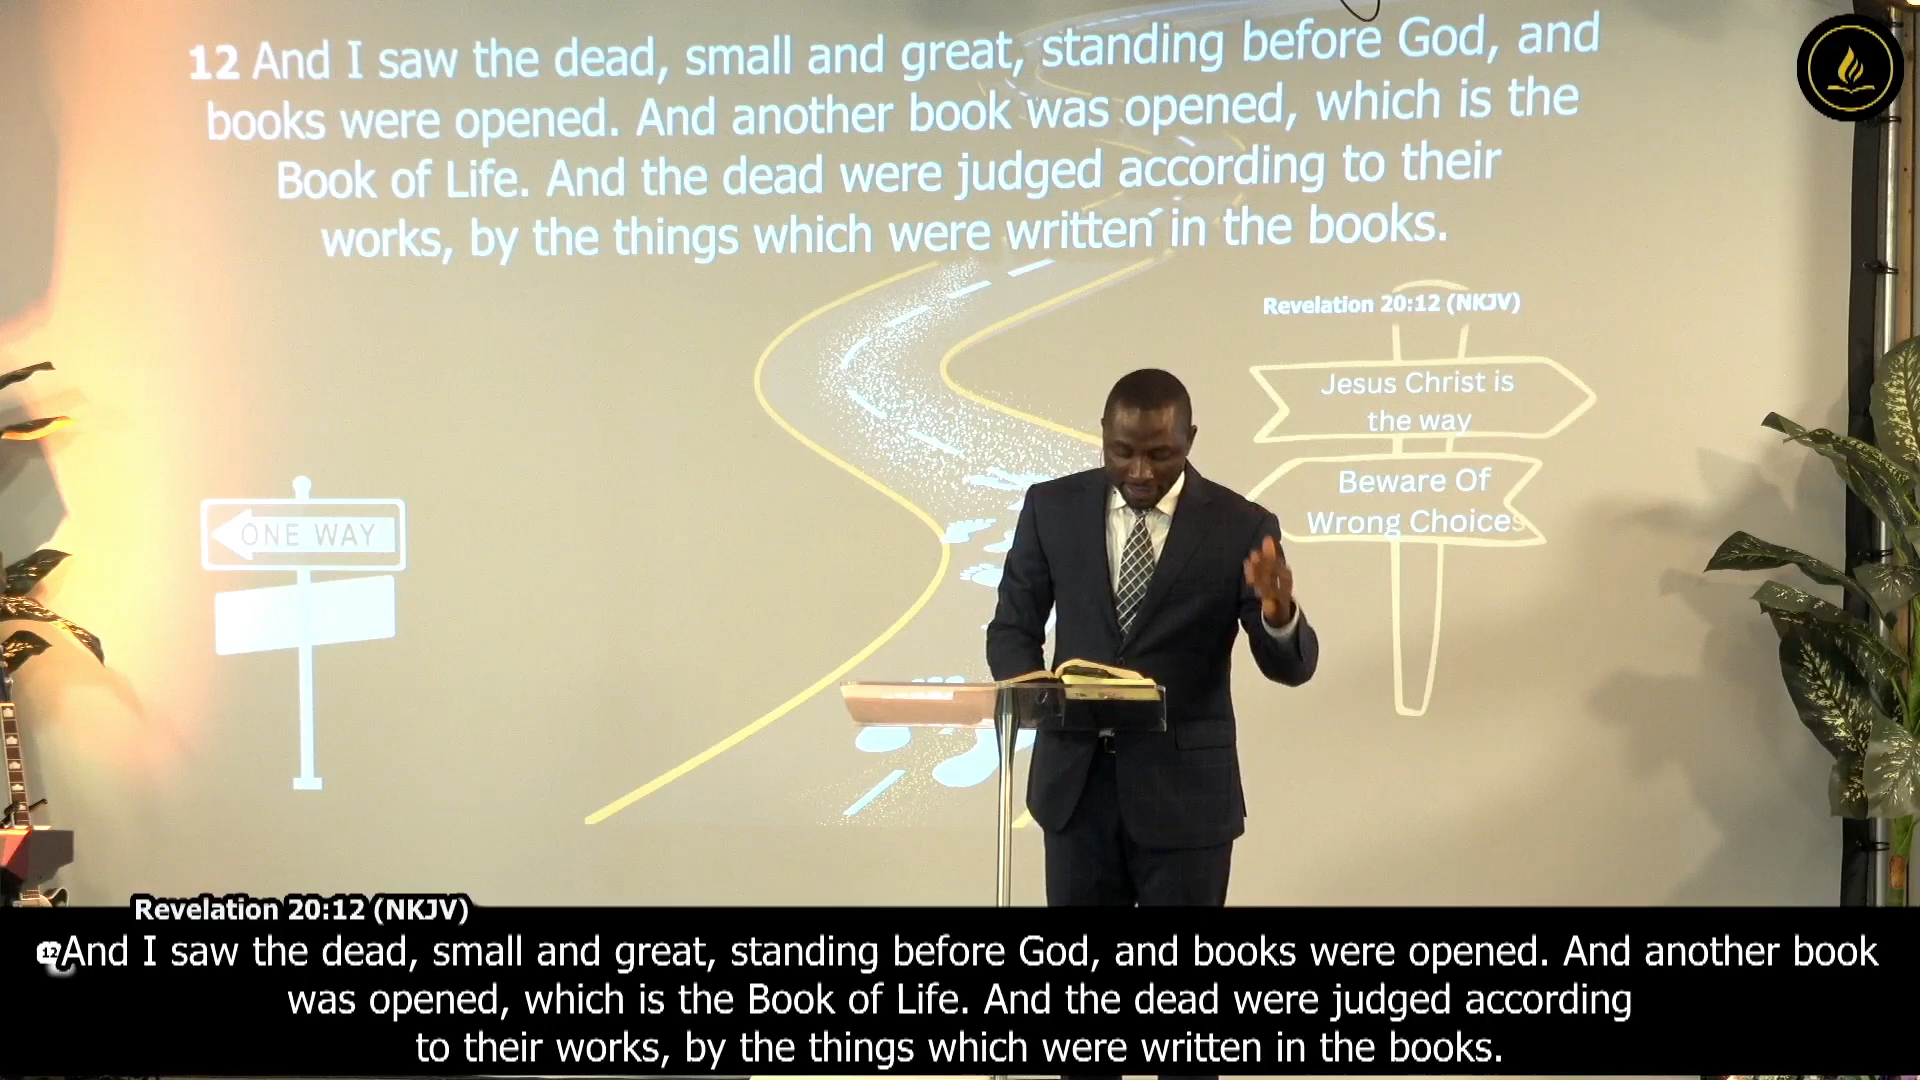 12 And I saw the dead, small and great, standing before God, and
books were opened. And another book was opened, which is the
Book of Life. And the dead were judged according to their
works, by the things which were written in the books.
Revelation 20:12 (NKJV)
Jesus Christ is
the way
Beware Of
Wrong Choices
ONE WAY
Revelation 20:12 (NKJV)
12 And I saw the dead, small and great, standing before God, and books were opened. And another book
was opened, which is the Book of Life. And the dead were judged according
to their works, by the things which were written in the books.